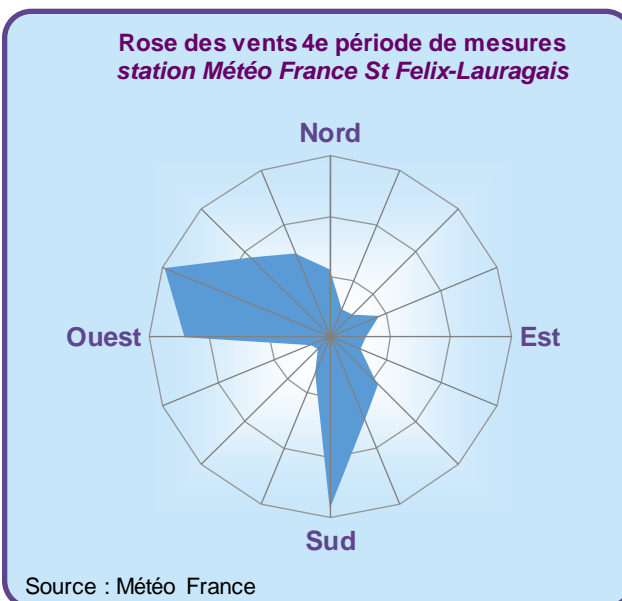 Rose des vents 4e période de mesures
station Météo France St Felix-Lauragais
Nord
Ouest
Est
Sud
Source : Météo France